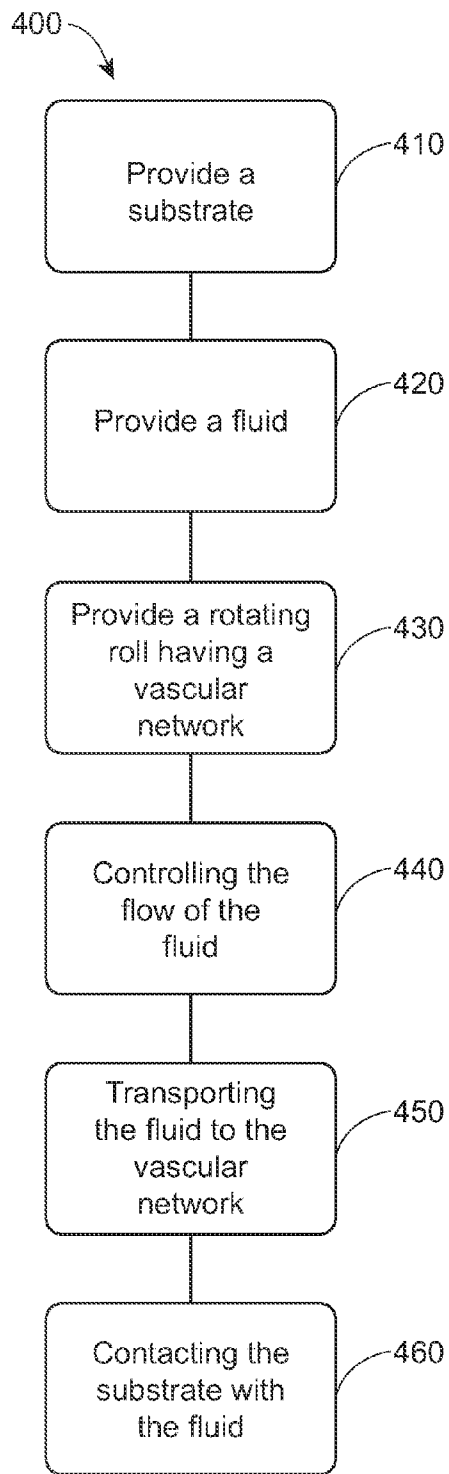 400
Provide a
substrate
410
Provide a fluid
420
Provide a rotating
roll having a
vascular
network
430
Controlling the
flow of the
fluid
440
Transporting
the fluid to the
vascular
network
450
Contacting the
substrate with
the fluid
460